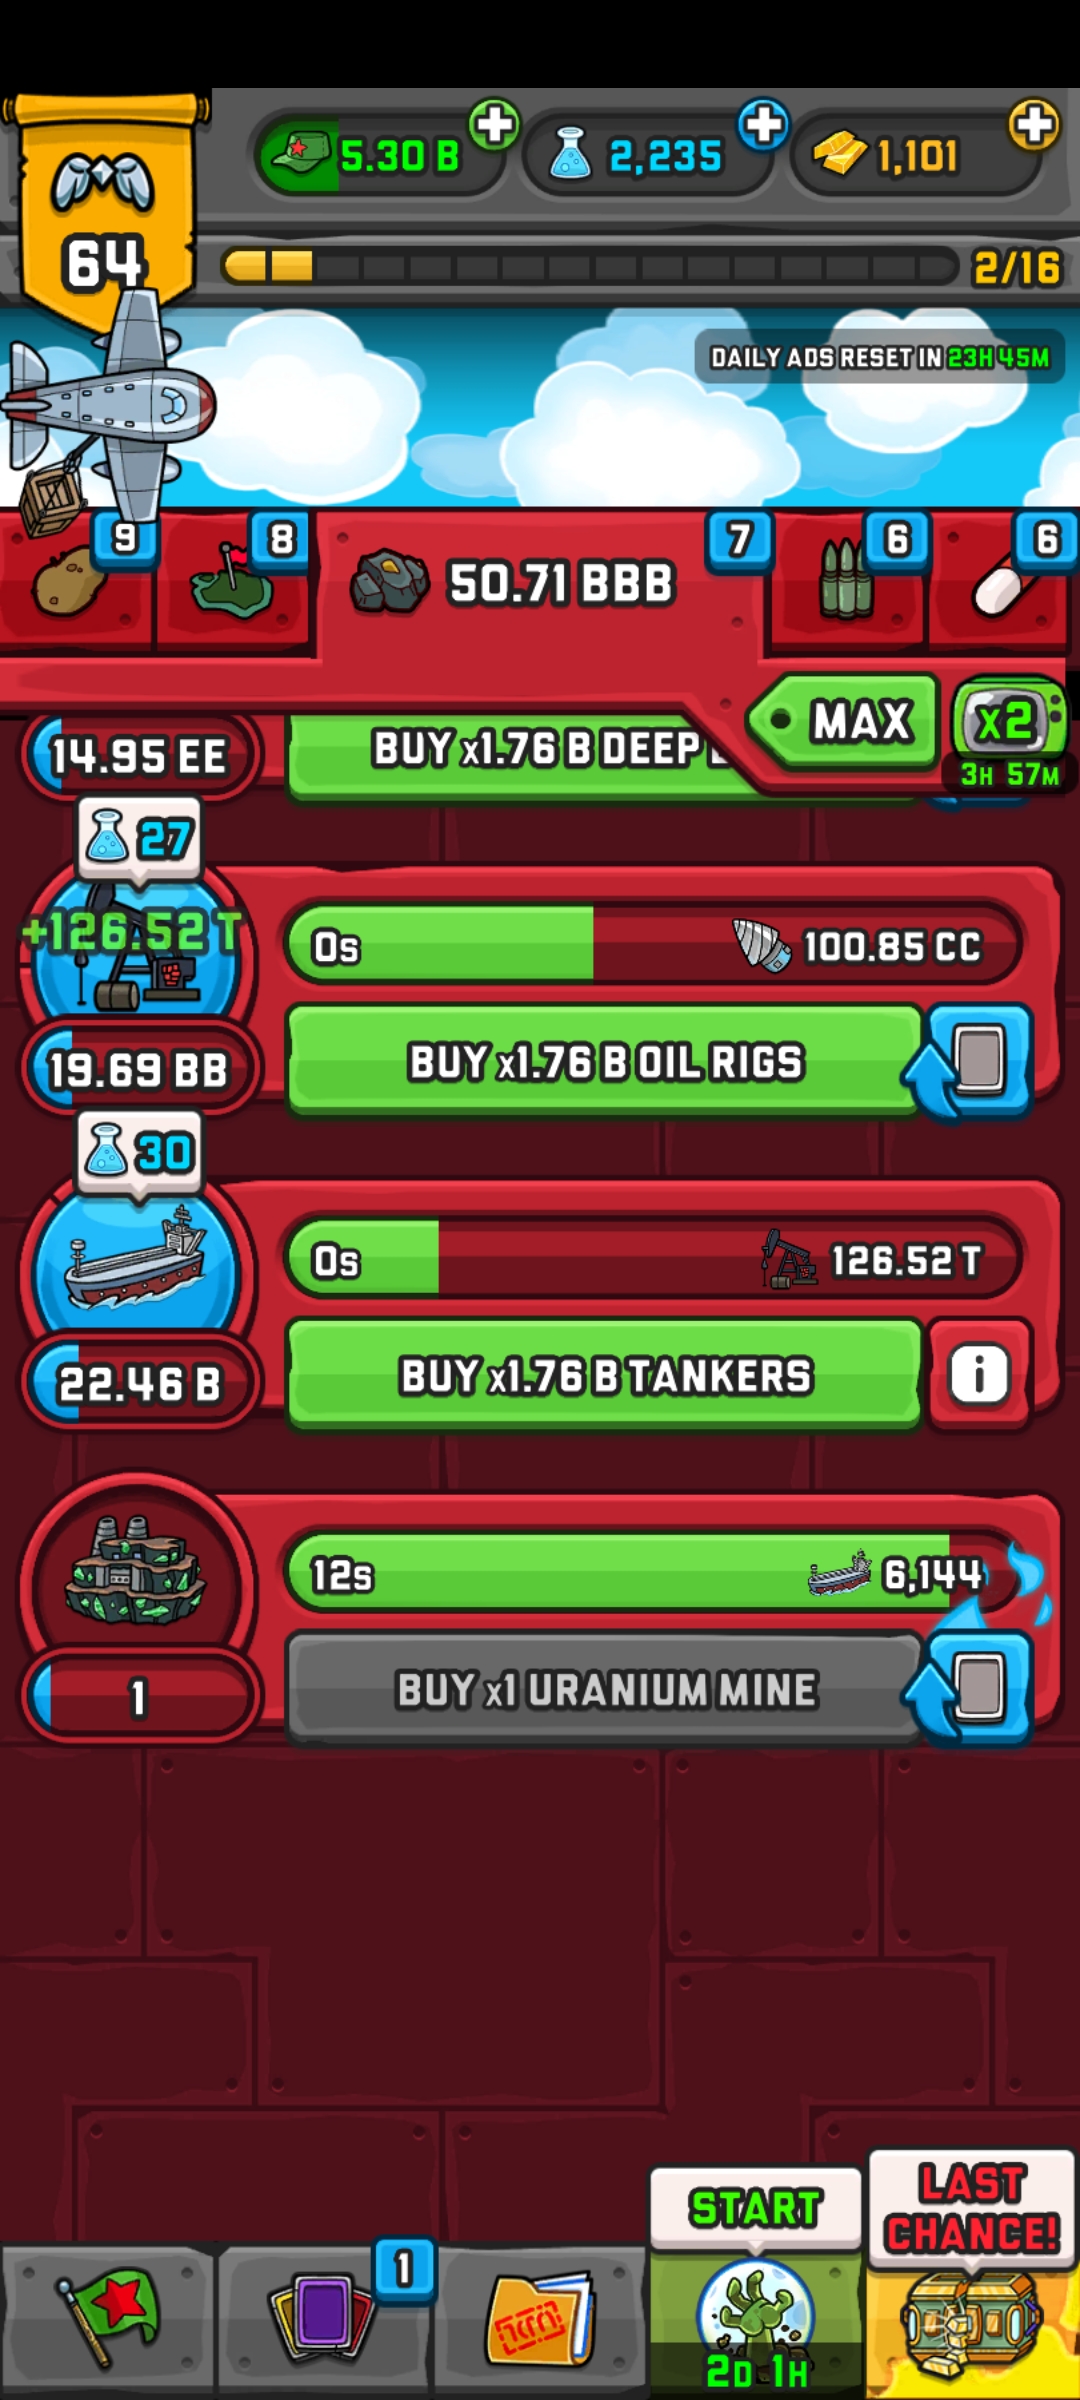 64
5.30 B
2,235
1,101
2/16
DAILY ADS RESET IN 23H 45M
9
8
50.71 BBB
7
6
6
14.95 EE
BUY x1.76 B DEEP
MAX
x2
3H 57M
27
+126.52 T
0s
100.85 CC
19.69 BB
BUY x1.76 B OIL RIGS
30
0s
126.52 T
22.46 B
BUY x1.76 B TANKERS
i
12s
6,144
1
BUY x1 URANIUM MINE
START
LAST
CHANCE!
1
2D 1H